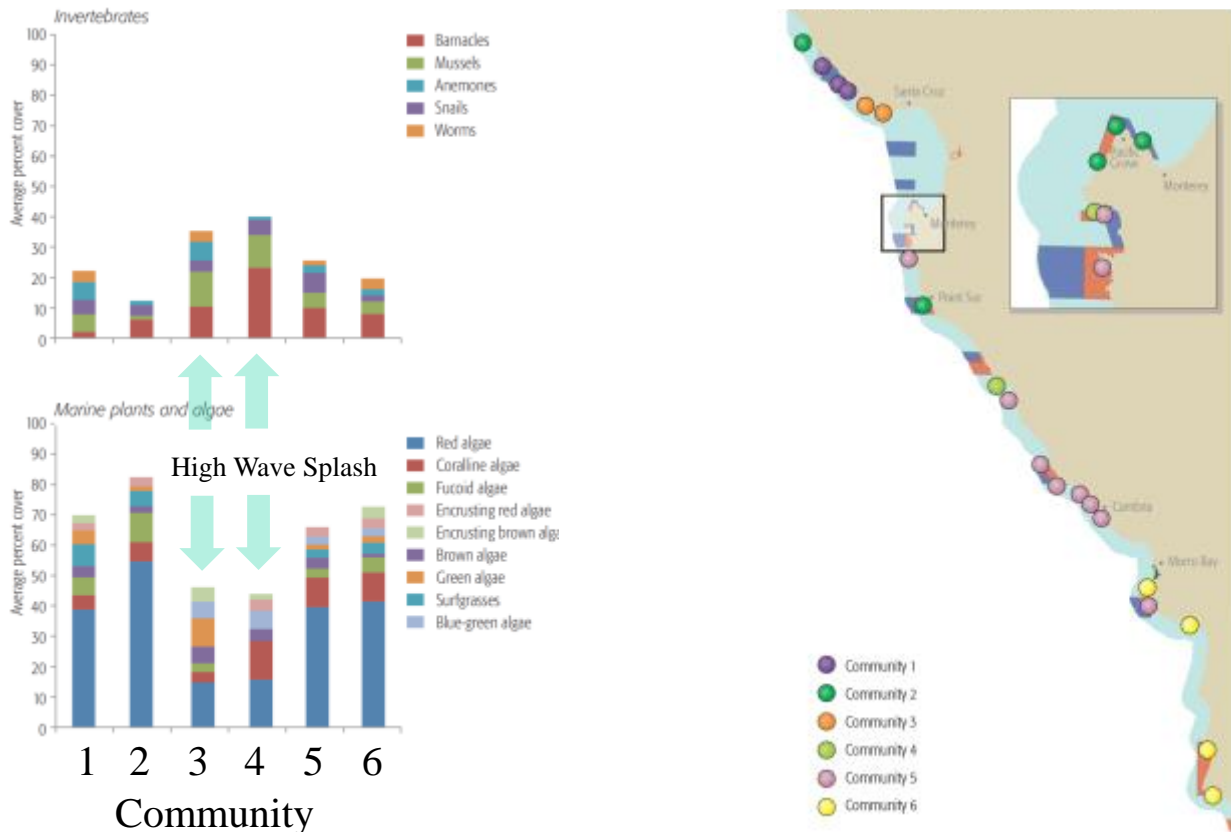 Invertebrates
Average percent cover
100
90
80
70
60
50
40
30
20
10
0
Barnacles
Mussels
Anemones
Snails
Worms
Marine plants and algae
Average percent cover
100
90
80
70
60
50
40
30
20
10
0
High Wave Splash
Red algae
Coralline algae
Fucoid algae
Encrusting red algae
Encrusting brown alg
Brown algae
Green algae
Surfgrasses
Blue-green algae
1 2 3 4 5 6
Community
Santa Cruz
Monterey
Point Sur
Cambria
Morro Bay
Pacific
Grove
Monterey
Community 1
Community 2
Community 3
Community 4
Community 5
Community 6